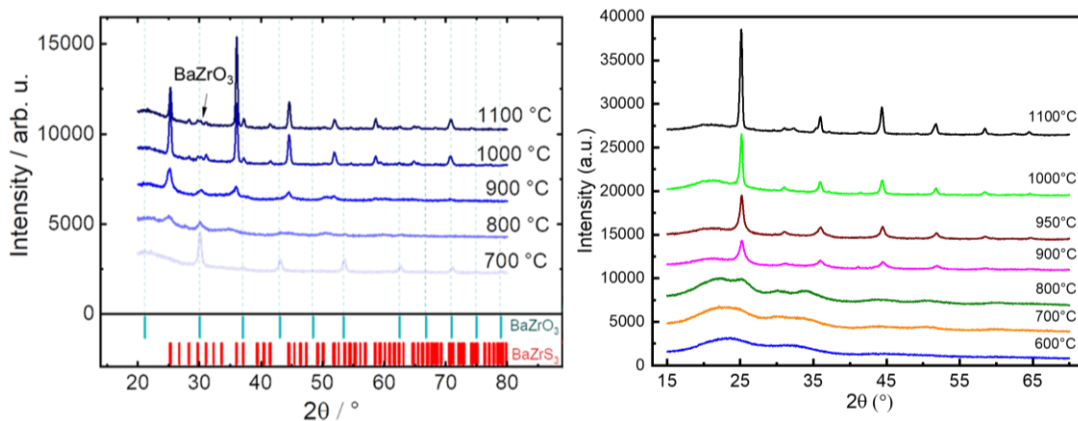 Intensity / arb. u.
15000
10000
5000
0
BaZrO₃
1100 °C
1000 °C
900 °C
800 °C
700 °C
BaZrO₃
BaZrS₃
20 30 40 50 60 70 80
2θ / °
Intensity (a.u.)
40000
35000
30000
25000
20000
15000
10000
5000
0
1100°C
1000°C
950°C
900°C
800°C
700°C
600°C
15 25 35 45 55 65
2θ (°)